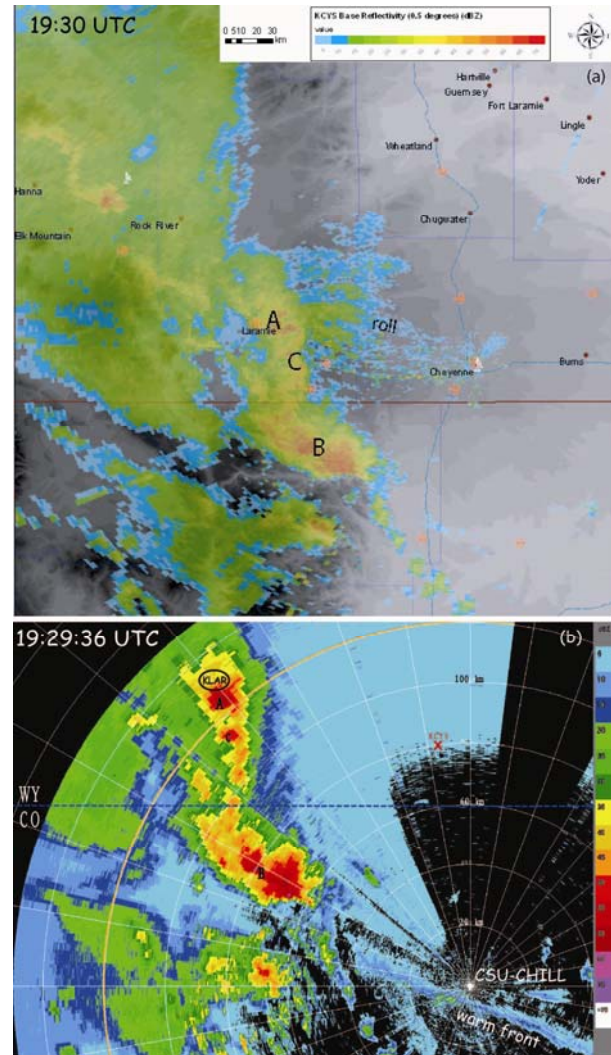 19:30 UTC
0 5 10 20 30
km
KCYS Base Reflectivity (0.5 degrees) (dBZ)
value
N
(a)
Hartville
Guernsey
Fort Laramie
Lingle
Wheatland
Yoder
Hanna
Chugwater
Rock River
Elk Mountain
A
roll
Laramie
C
Cheyenne
Burns
B
19:29:36 UTC
(b)
KLAR
A
100 km
C
KCYS
WY
CO
60 km
B
20 km
CSU-CHILL
warm front